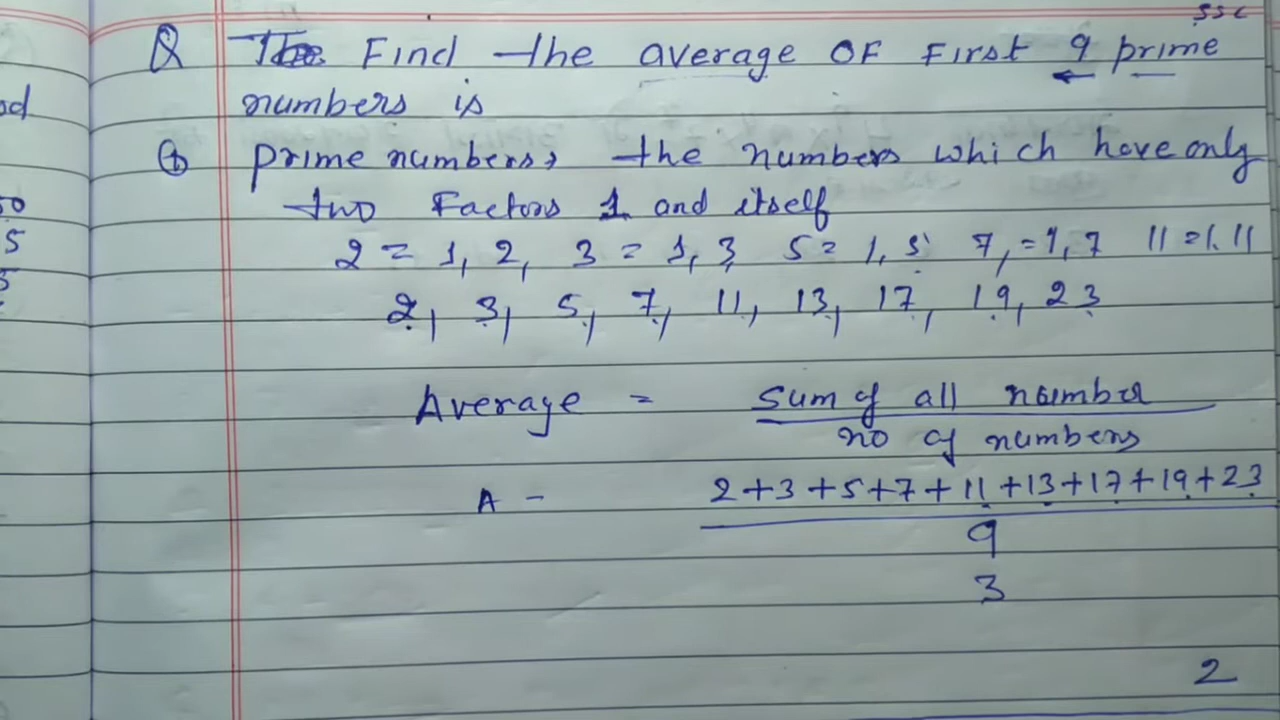 SSC
Q Find the average OF First 9 prime
numbers is
prime numbers, the numbers which have only
two Factors 1 and itself
2 = 1, 2, 3 = 1, 3 5 = 1, 5 7, = 1, 7 11 = 1. 11
2, 3, 5, 7, 11, 13, 17, 19, 23
Average = Sum of all number
no of numbers
A - 2+3+5+7+11+13+17+19+23
9
3
2